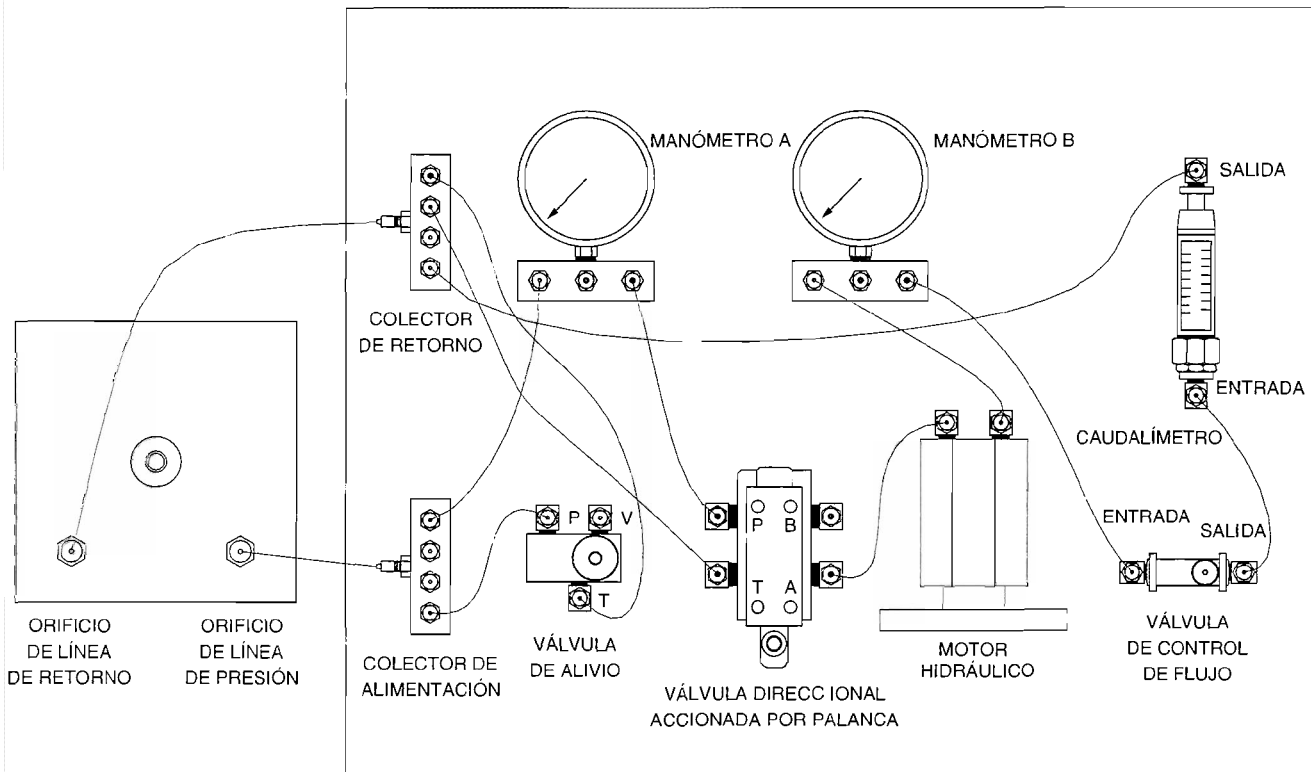 MANÓMETRO A
MANÓMETRO B
SALIDA
COLECTOR
DE RETORNO
ENTRADA
CAUDALÍMETRO
P
V
T
P
B
T
A
ENTRADA
SALIDA
ORIFICIO
DE LÍNEA
DE RETORNO
ORIFICIO
DE LÍNEA
DE PRESIÓN
COLECTOR DE
ALIMENTACIÓN
VÁLVULA
DE ALIVIO
VÁLVULA DIRECC IONAL
ACCIONADA POR PALANCA
MOTOR
HIDRÁULICO
VÁLVULA
DE CONTROL
DE FLUJO